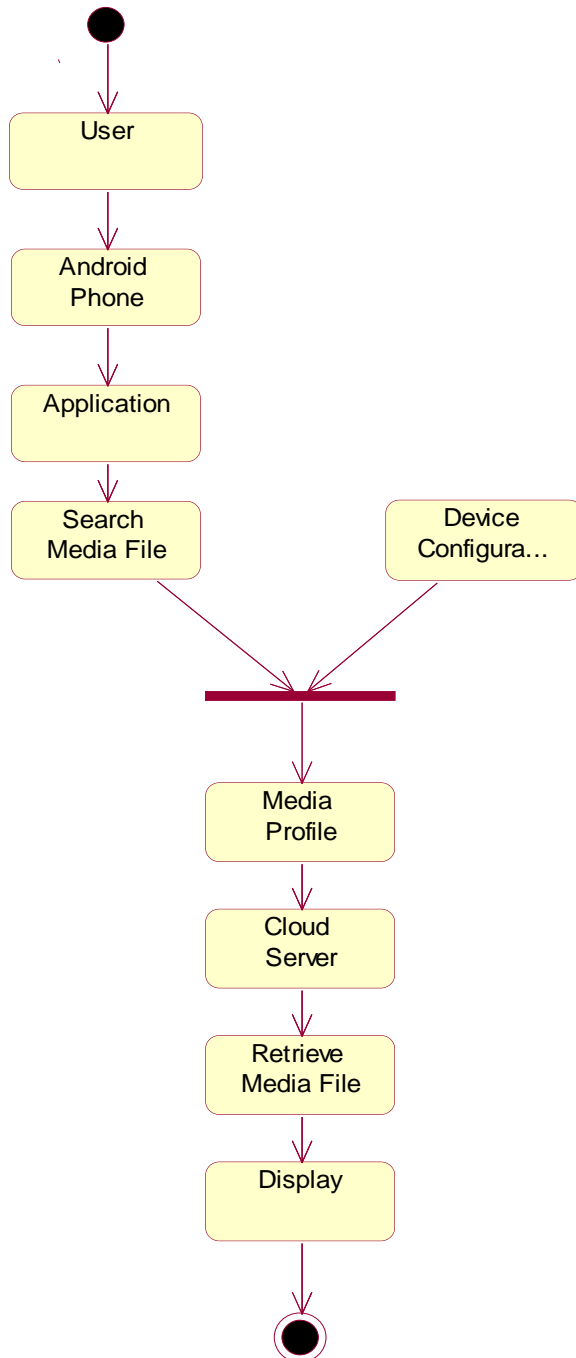 User
Android
Phone
Application
Search
Media File
Device
Configura...
Media
Profile
Cloud
Server
Retrieve
Media File
Display